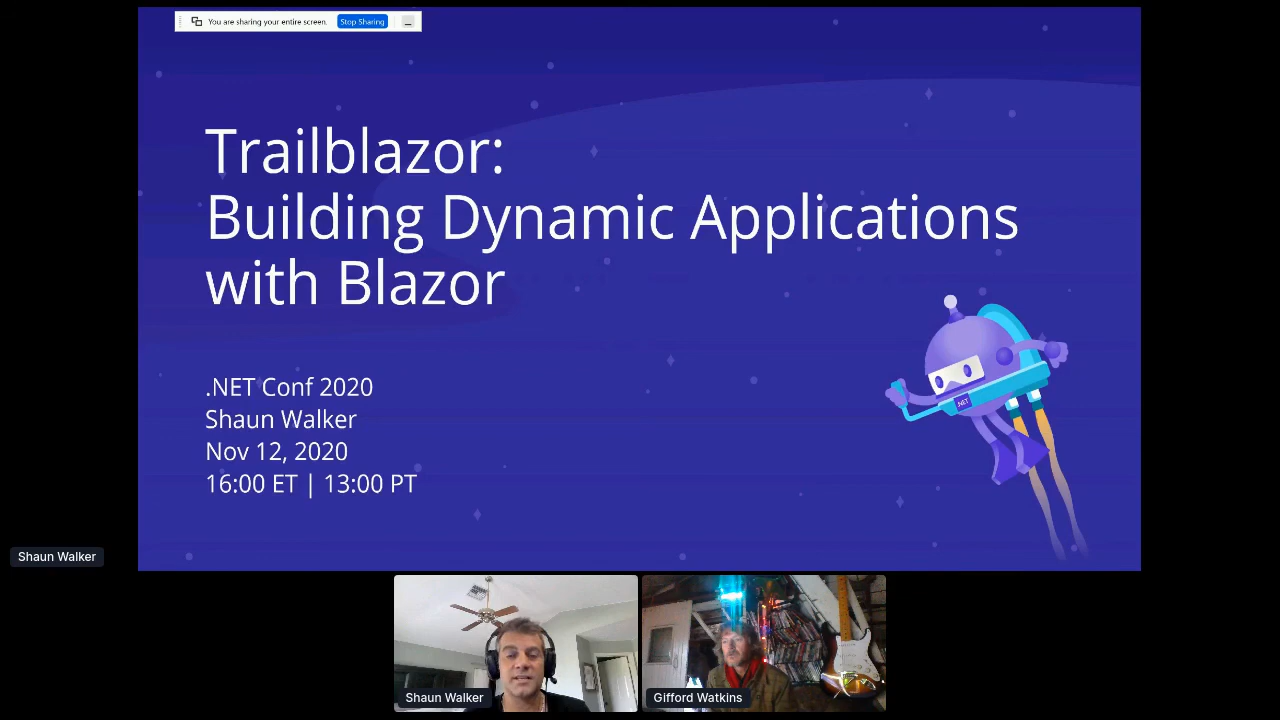 You are sharing your entire screen.
Stop Sharing
Trailblazor:
Building Dynamic Applications
with Blazor
.NET Conf 2020
Shaun Walker
Nov 12, 2020
16:00 ET | 13:00 PT
.NET
Shaun Walker
Shaun Walker
Gifford Watkins